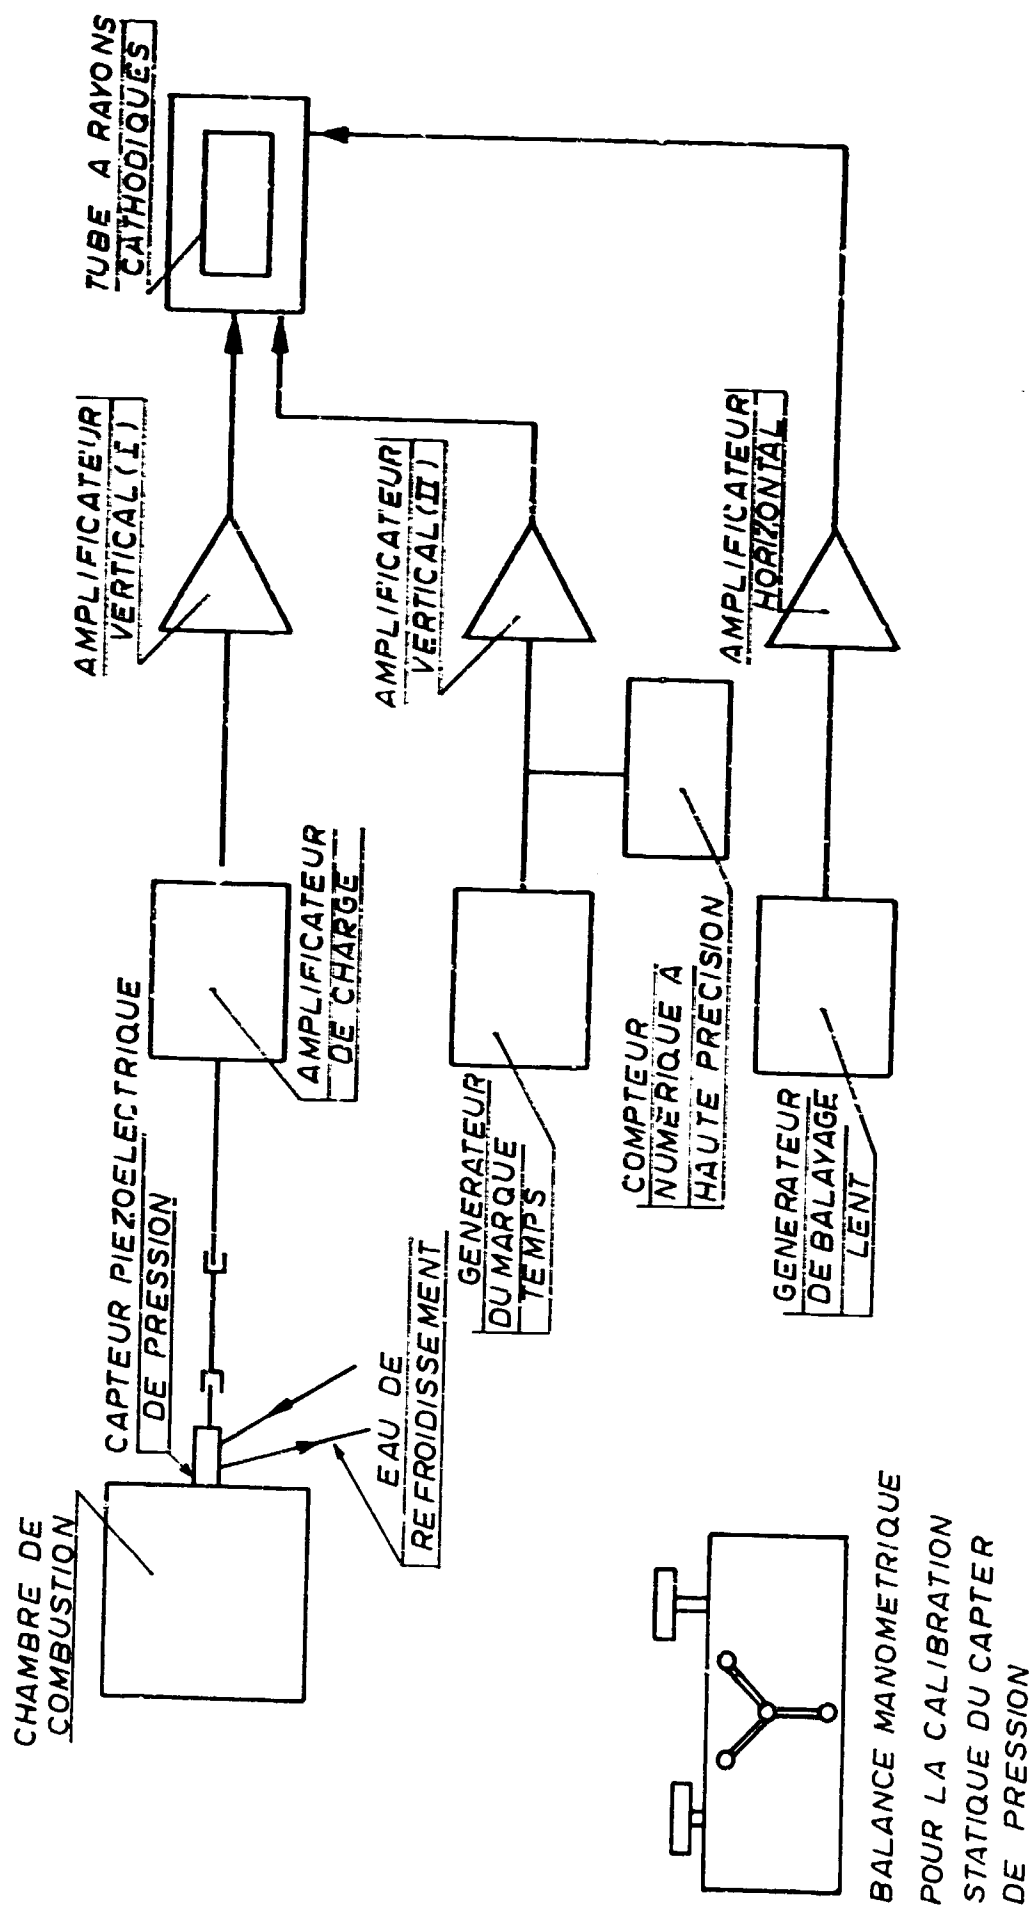 CHAMBRE DE
COMBUSTION
CAPTEUR PIEZOELECTRIQUE
DE PRESSION
EAU DE
REFROIDISSEMENT
AMPLIFICATEUR
DE CHARGE
AMPLIFICATEUR
VERTICAL (I)
TUBE A RAYONS
CATHODIQUES
GENERATEUR
DU MARQUE
TEMPS
AMPLIFICATEUR
VERTICAL (II)
COMPTEUR
NUMERIQUE A
HAUTE PRECISION
GENERATEUR
DE BALAYAGE
LENT
AMPLIFICATEUR
HORIZONTAL
BALANCE MANOMETRIQUE
POUR LA CALIBRATION
STATIQUE DU CAPTER
DE PRESSION